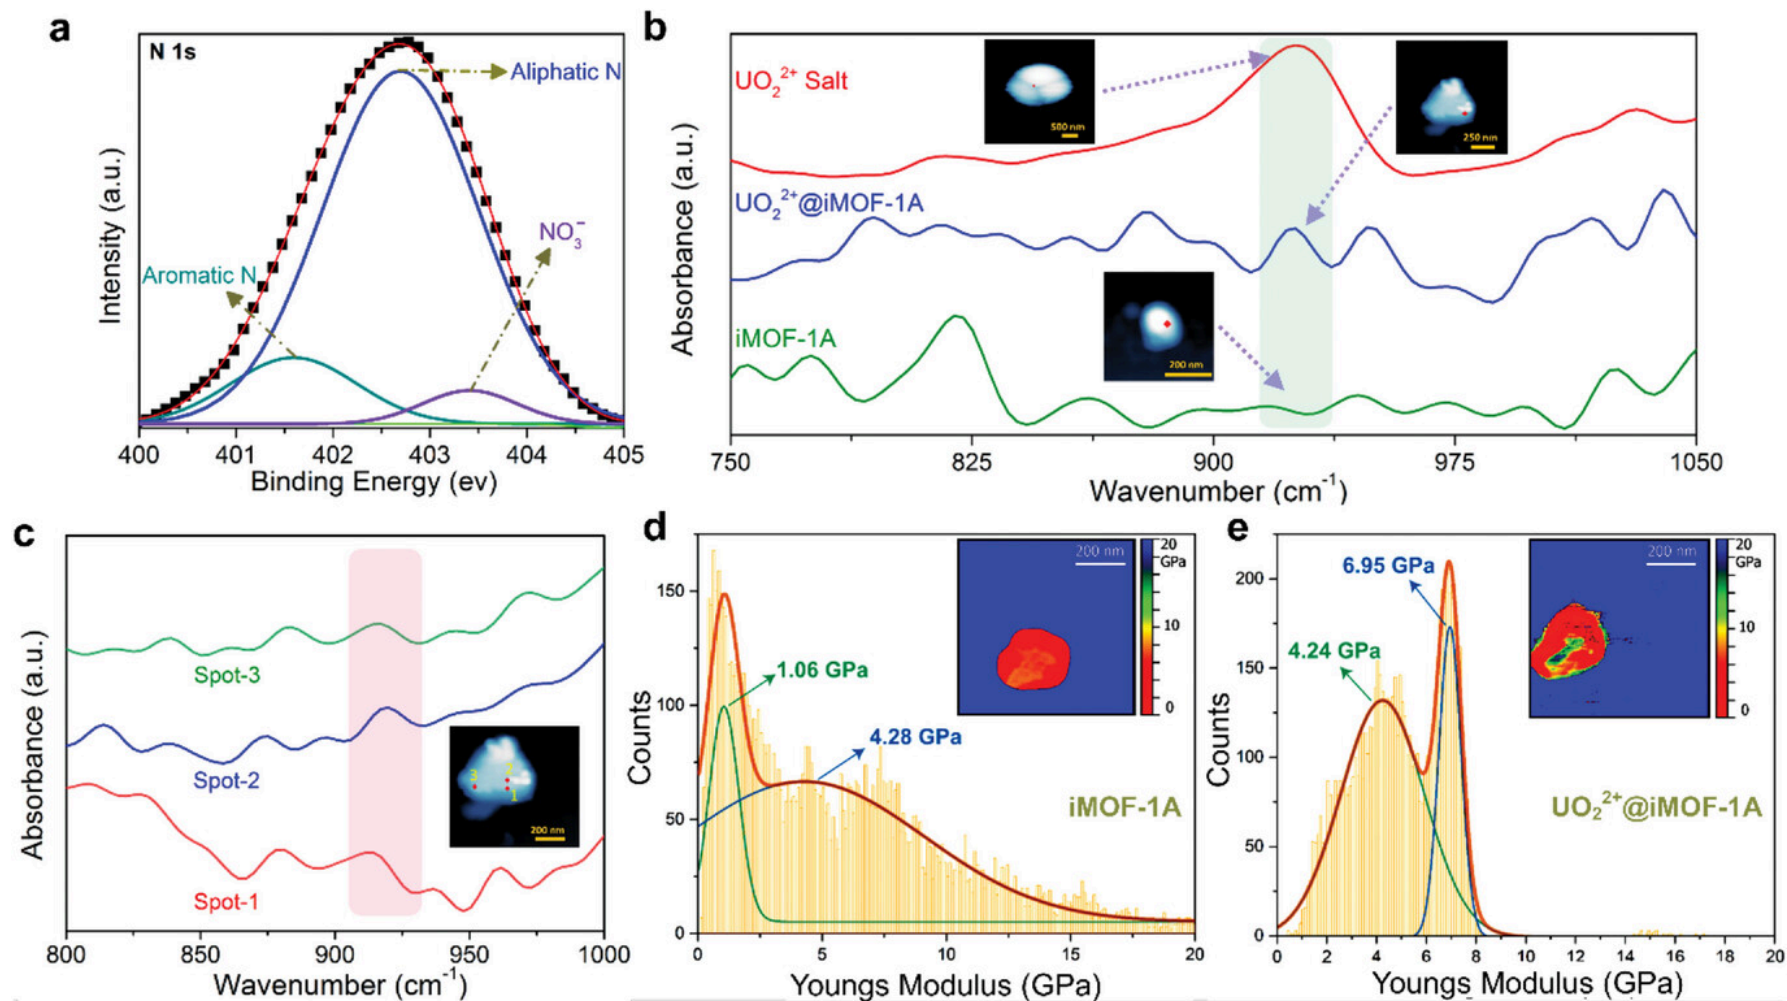 a
N 1s
Aliphatic N
NO₃⁻
Aromatic N
Intensity (a.u.)
400 401 402 403 404 405
Binding Energy (ev)
b
UO₂²⁺ Salt
500 nm
250 nm
UO₂²⁺@iMOF-1A
iMOF-1A
200 nm
Absorbance (a.u.)
750 825 900 975 1050
Wavenumber (cm⁻¹)
c
Spot-3
Spot-2
Spot-1
3 2
1
200 nm
Absorbance (a.u.)
800 850 900 950 1000
Wavenumber (cm⁻¹)
d
200 nm
20
GPa
10
0
1.06 GPa
4.28 GPa
iMOF-1A
Counts
150
100
50
0
0 5 10 15 20
Youngs Modulus (GPa)
e
200 nm
20
GPa
10
0
6.95 GPa
4.24 GPa
UO₂²⁺@iMOF-1A
Counts
200
150
100
50
0
0 2 4 6 8 10 12 14 16 18 20
Youngs Modulus (GPa)